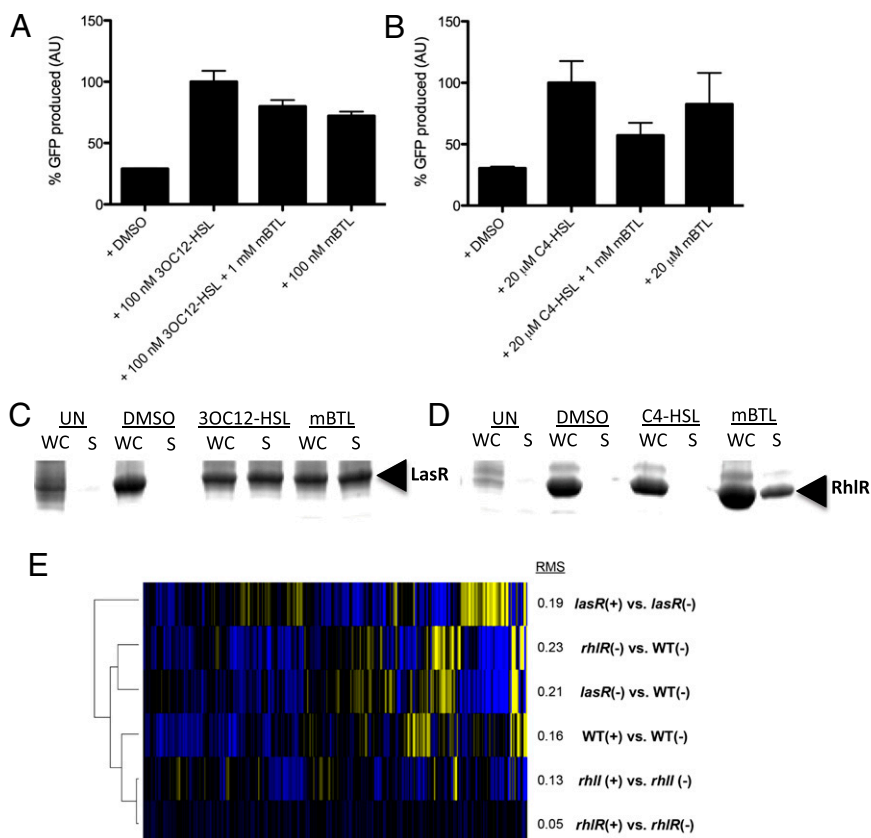 A
% GFP produced (AU)
150
100
50
0
+ DMSO
+ 100 nM 3OC12-HSL
+ 100 nM 3OC12-HSL + 1 mM mBTL
+ 100 nM mBTL
B
% GFP produced (AU)
150
100
50
0
+ DMSO
+ 20 μM C4-HSL
+ 20 μM C4-HSL + 1 mM mBTL
+ 20 μM mBTL
C
UN DMSO 3OC12-HSL mBTL
WC S WC S WC S WC S
LasR
D
UN DMSO C4-HSL mBTL
WC S WC S WC S WC S
RhlR
E
RMS
0.19 lasR(+) vs. lasR(-)
0.23 rhlR(-) vs. WT(-)
0.21 lasR(-) vs. WT(-)
0.16 WT(+) vs. WT(-)
0.13 rhlI (+) vs. rhlI (-)
0.05 rhlR(+) vs. rhlR(-)